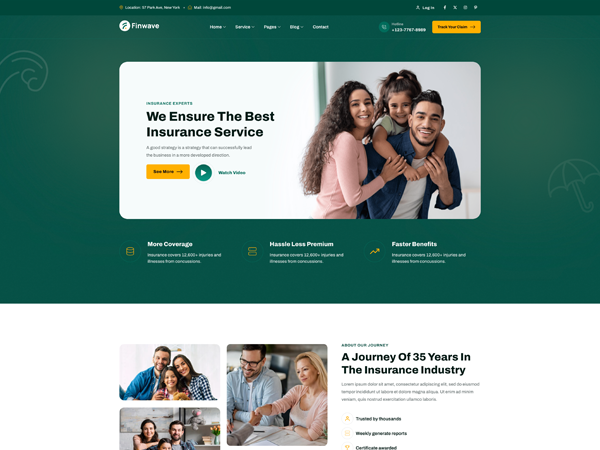 Location: 57 Park Ave, New York
Mail: info@gmail.com
Log in
Finwave
Home
Service
Pages
Blog
Contact
Hotline
+123-7767-8989
Track Your Claim
INSURANCE EXPERTS
We Ensure The Best
Insurance Service
A good strategy is a strategy that can successfully lead
the business in a more developed direction.
See More
Watch Video
More Coverage
Insurance covers 12,600+ injuries and
illnesses from concussions.
Hassle Less Premium
Insurance covers 12,600+ injuries and
illnesses from concussions.
Faster Benefits
Insurance covers 12,600+ injuries and
illnesses from concussions.
ABOUT OUR JOURNEY
A Journey Of 35 Years In
The Insurance Industry
Lorem ipsum dolor sit amet, consectetur adipiscing elit, sed do eiusmod
tempor incididunt ut labore et dolore magna aliqua. Ut enim ad minim
veniam, quis nostrud exercitation ullamco laboris.
Trusted by thousands
Weekly generate reports
Certificate awarded